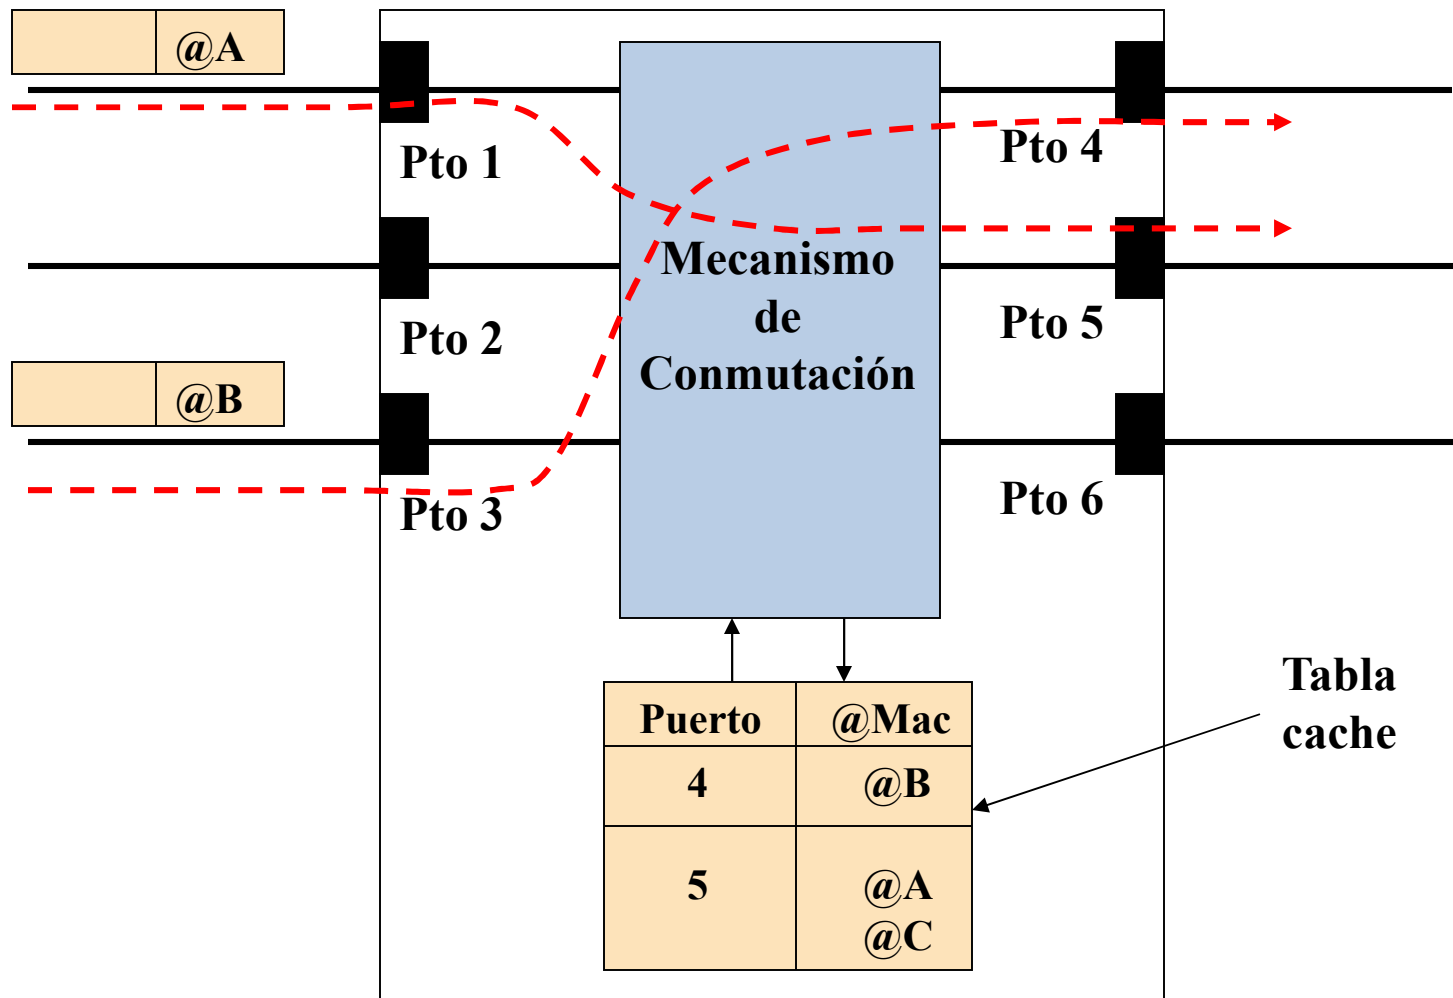 @A
Pto 1
Pto 4
Mecanismo
de
Conmutación
Pto 2
Pto 5
@B
Pto 3
Pto 6
Tabla
cache
Puerto @Mac
4 @B
5 @A
@C